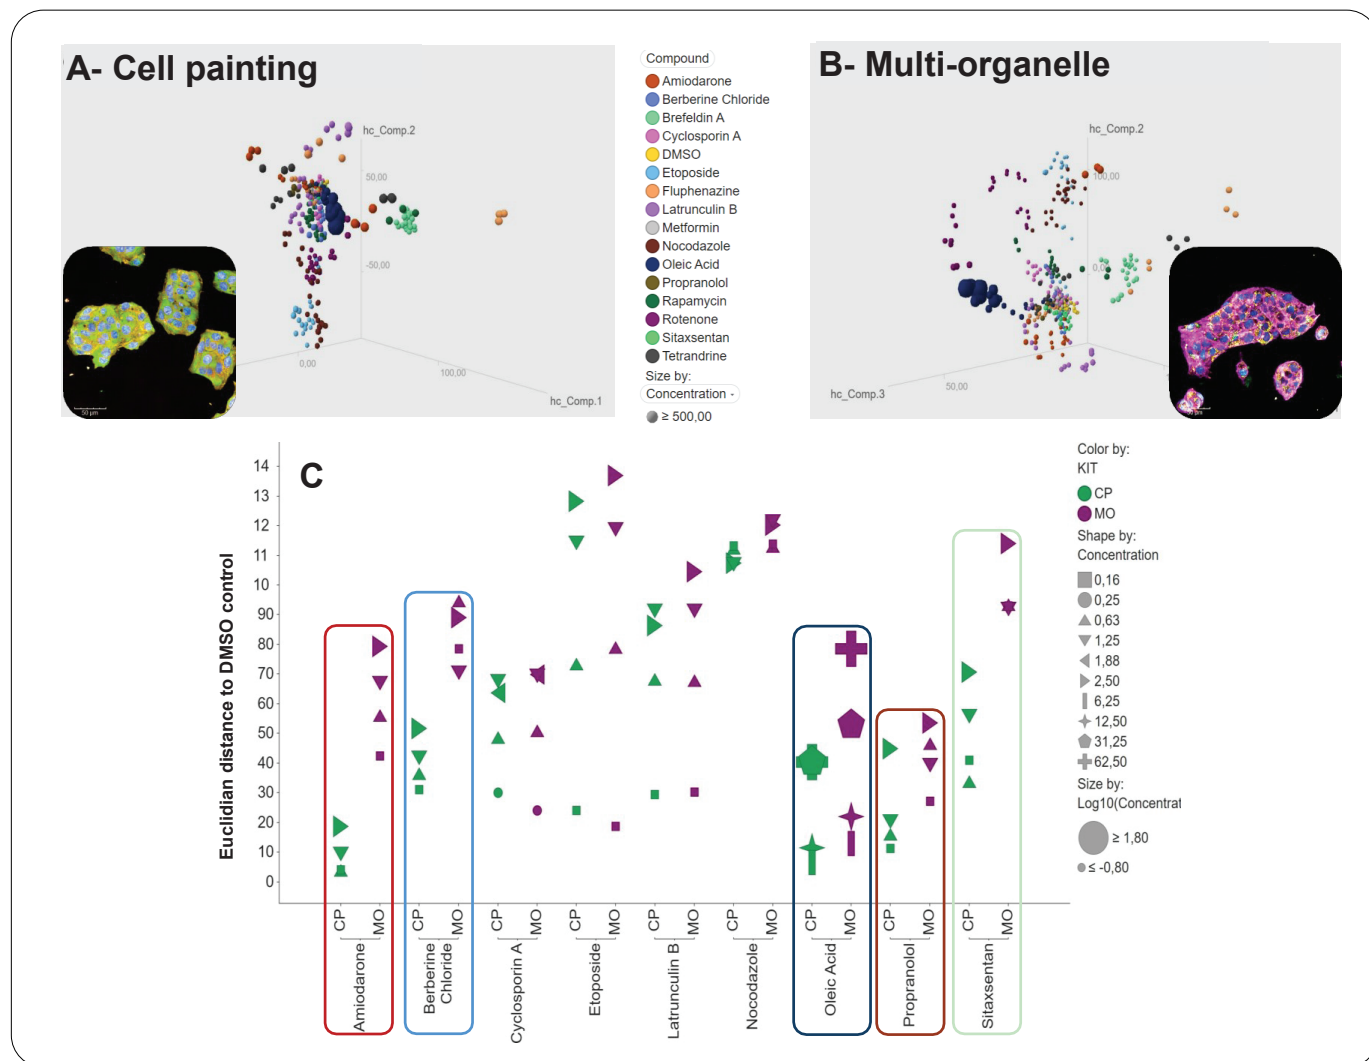 A- Cell painting
hc_Comp.2
50,00
-50,00
0,00
100,00
hc_Comp.1
50 µm
Compound
Amiodarone
Berberine Chloride
Brefeldin A
Cyclosporin A
DMSO
Etoposide
Fluphenazine
Latrunculin B
Metformin
Nocodazole
Oleic Acid
Propranolol
Rapamycin
Rotenone
Sitaxsentan
Tetrandrine
Size by:
Concentration
≥ 500,00
B- Multi-organelle
hc_Comp.2
100,00
hc_Comp.3
50,00
C
Euclidian distance to DMSO control
14
13
12
11
10
90
80
70
60
50
40
30
20
10
0
CP
MO
Amiodarone
CP
MO
Berberine
Chloride
CP
MO
Cyclosporin A
CP
MO
Etoposide
CP
MO
Latrunculin B
CP
MO
Nocodazole
CP
MO
Oleic Acid
CP
MO
Propranolol
CP
MO
Sitaxsentan
Color by:
KIT
CP
MO
Shape by:
Concentration
0,16
0,25
0,63
1,25
1,88
2,50
6,25
12,50
31,25
62,50
Size by:
Log10(Concentrat
≥ 1,80
≤ -0,80